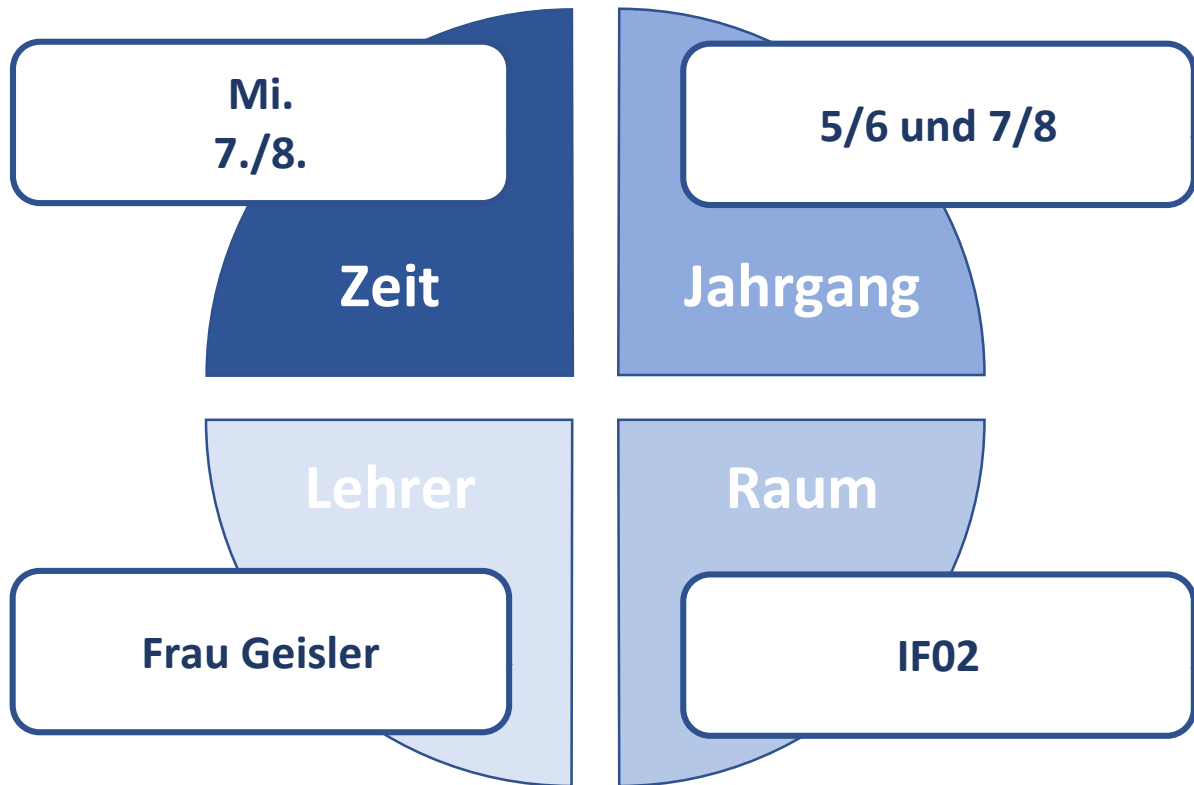 Mi.
7./8.
Zeit
5/6 und 7/8
Jahrgang
Lehrer
Frau Geisler
Raum
IF02